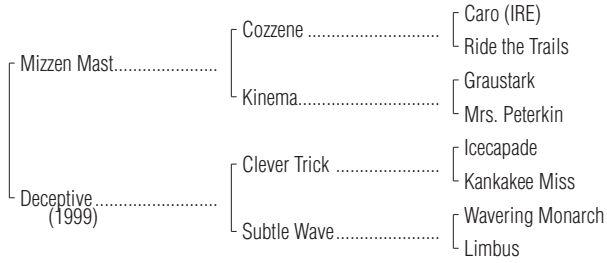 Caro (IRE)
Cozzene ............................
Ride the Trails
Mizzen Mast......................
Graustark
Kinema..............................
Mrs. Peterkin
Icecapade
Clever Trick ......................
Kankakee Miss
Deceptive ..........................
(1999)
Wavering Monarch
Subtle Wave......................
Limbus